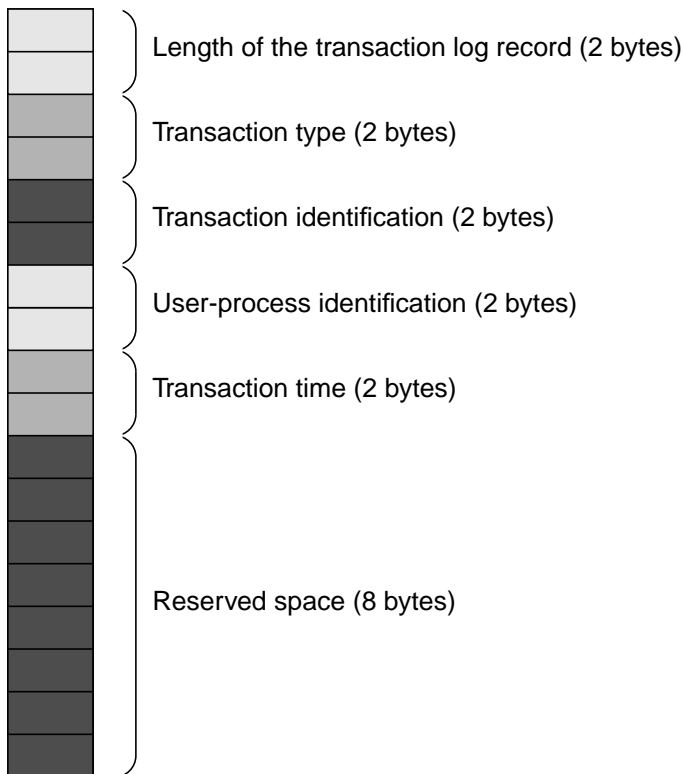 Length of the transaction log record (2 bytes)
Transaction type (2 bytes)
Transaction identification (2 bytes)
User-process identification (2 bytes)
Transaction time (2 bytes)
Reserved space (8 bytes)